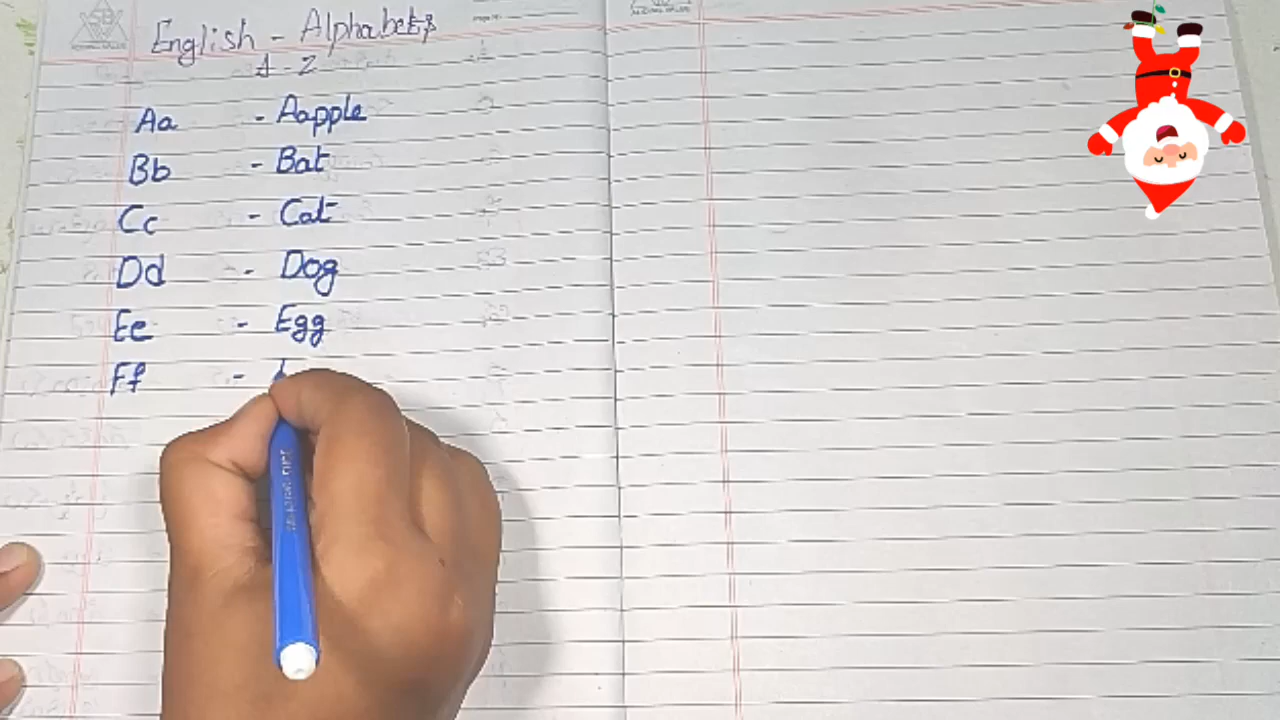 English - Alphabets
A - Z
Aa - Aapple
Bb - Bat
Cc - Cat
Dd - Dog
Ee - Egg
Ff -